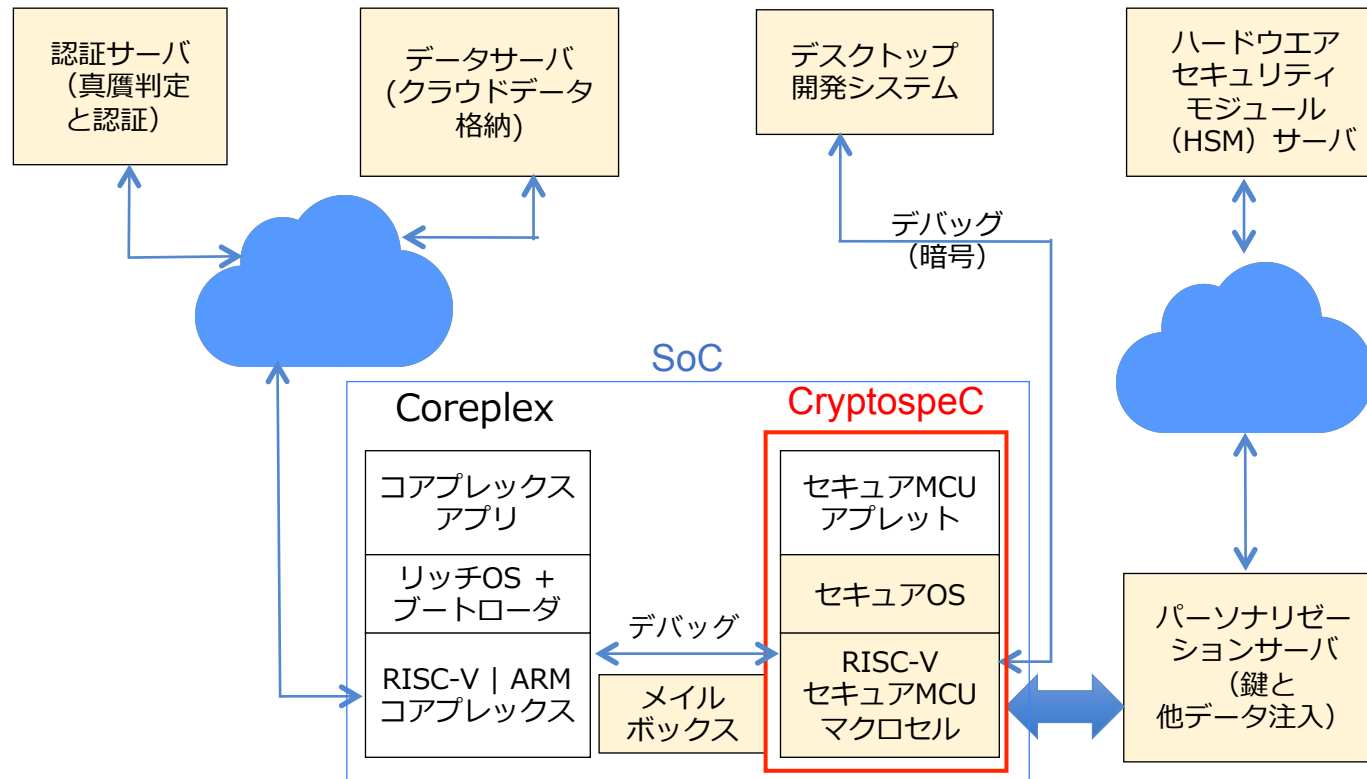 認証サーバ
（真贋判定
と認証）
データサーバ
(クラウドデータ
格納)
デスクトップ
開発システム
ハードウエア
セキュリティ
モジュール
（HSM）サーバ
デバッグ
（暗号）
SoC
Coreplex
CryptospeC
コアプレックス
アプリ
リッチOS +
ブートローダ
RISC-V | ARM
コアプレックス
デバッグ
メイル
ボックス
セキュアMCU
アプレット
セキュアOS
RISC-V
セキュアMCU
マクロセル
パーソナリゼー
ションサーバ
（鍵と
他データ注入）